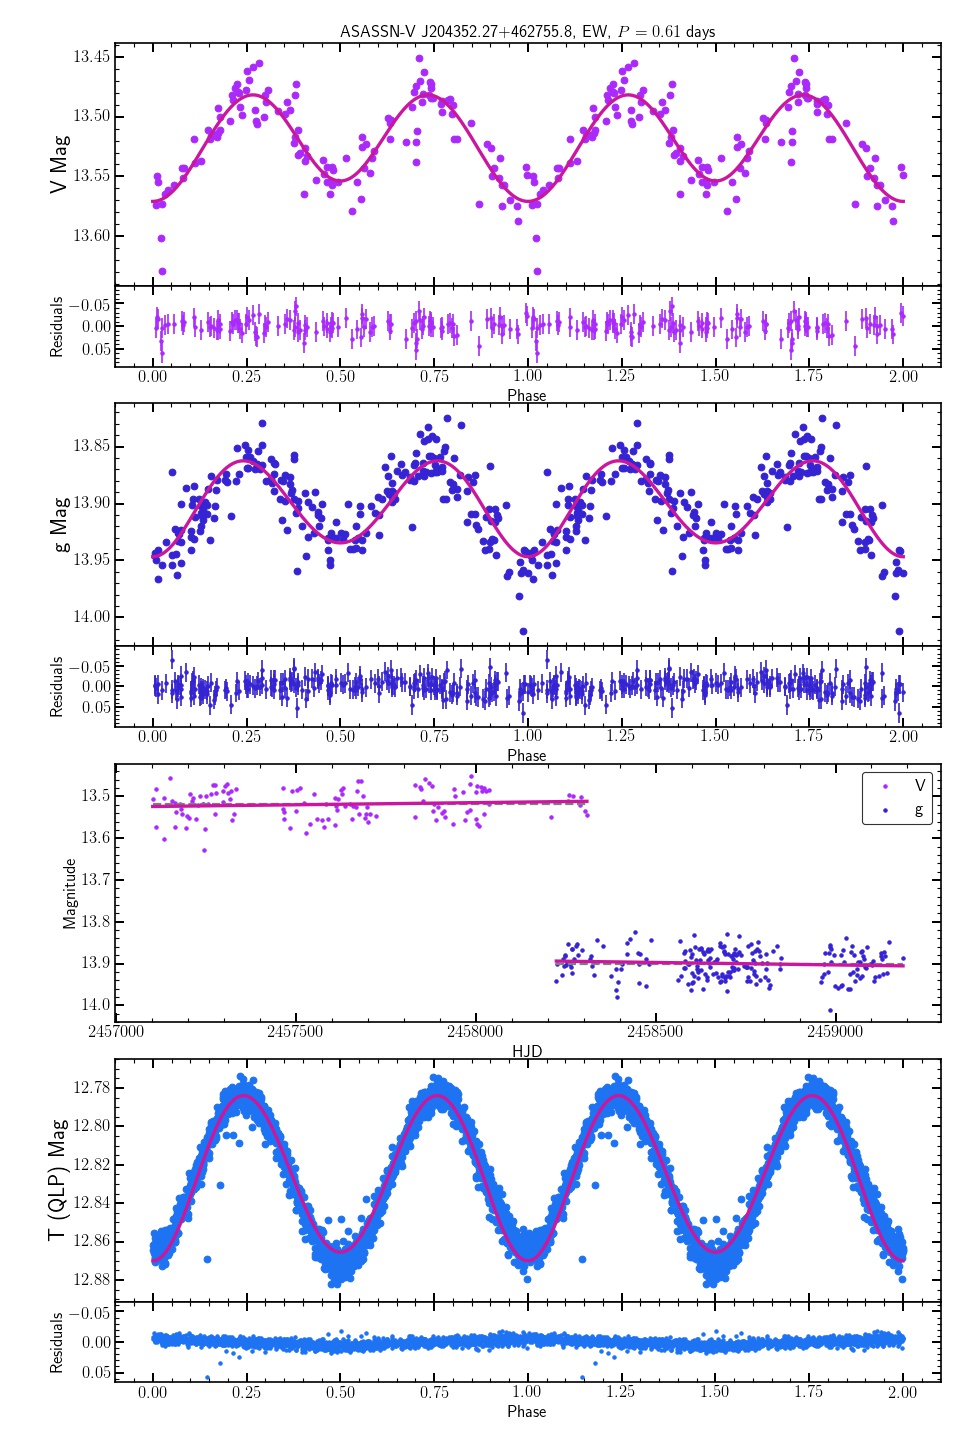 ASASSN-V J204352.27+462755.8, EW, P = 0.61 days
13.45
13.50
13.55
13.60
V Mag
−0.05
0.00
0.05
Residuals
0.00 0.25 0.50 0.75 1.00 1.25 1.50 1.75 2.00
Phase
13.85
13.90
13.95
14.00
g Mag
−0.05
0.00
0.05
Residuals
0.00 0.25 0.50 0.75 1.00 1.25 1.50 1.75 2.00
Phase
13.5
13.6
13.7
13.8
13.9
14.0
Magnitude
V
g
2457000 2457500 2458000 2458500 2459000
HJD
12.78
12.80
12.82
12.84
12.86
12.88
T (QLP) Mag
−0.05
0.00
0.05
Residuals
0.00 0.25 0.50 0.75 1.00 1.25 1.50 1.75 2.00
Phase